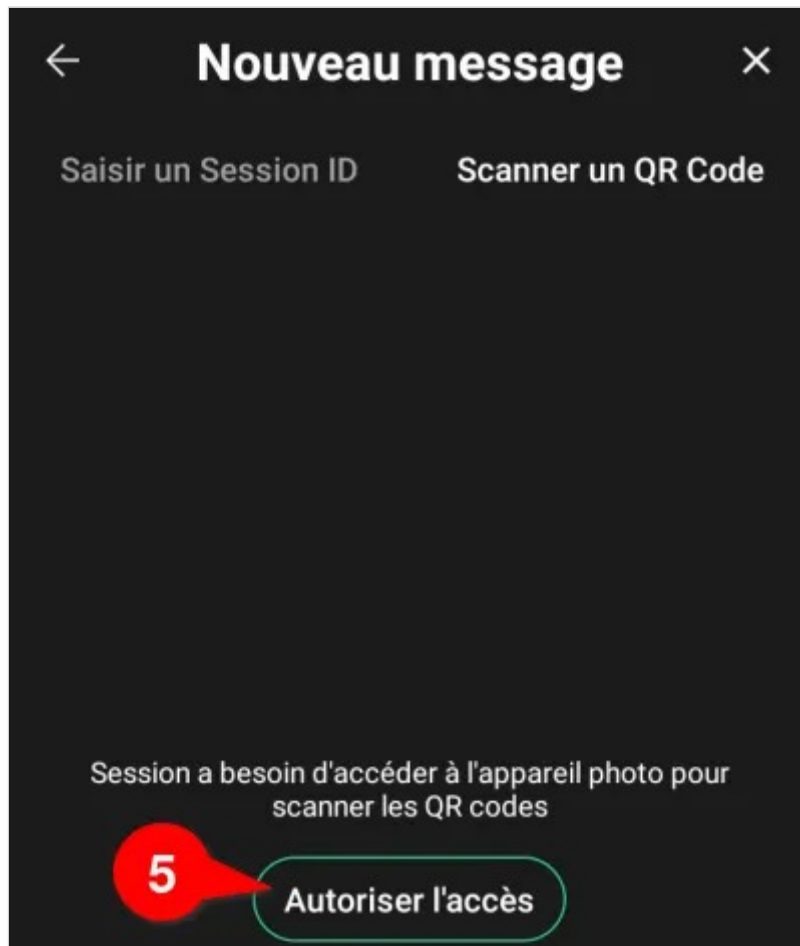 Nouveau message
Saisir un Session ID
Scanner un QR Code
Session a besoin d'accéder à l'appareil photo pour
scanner les QR codes
5
Autoriser l'accès